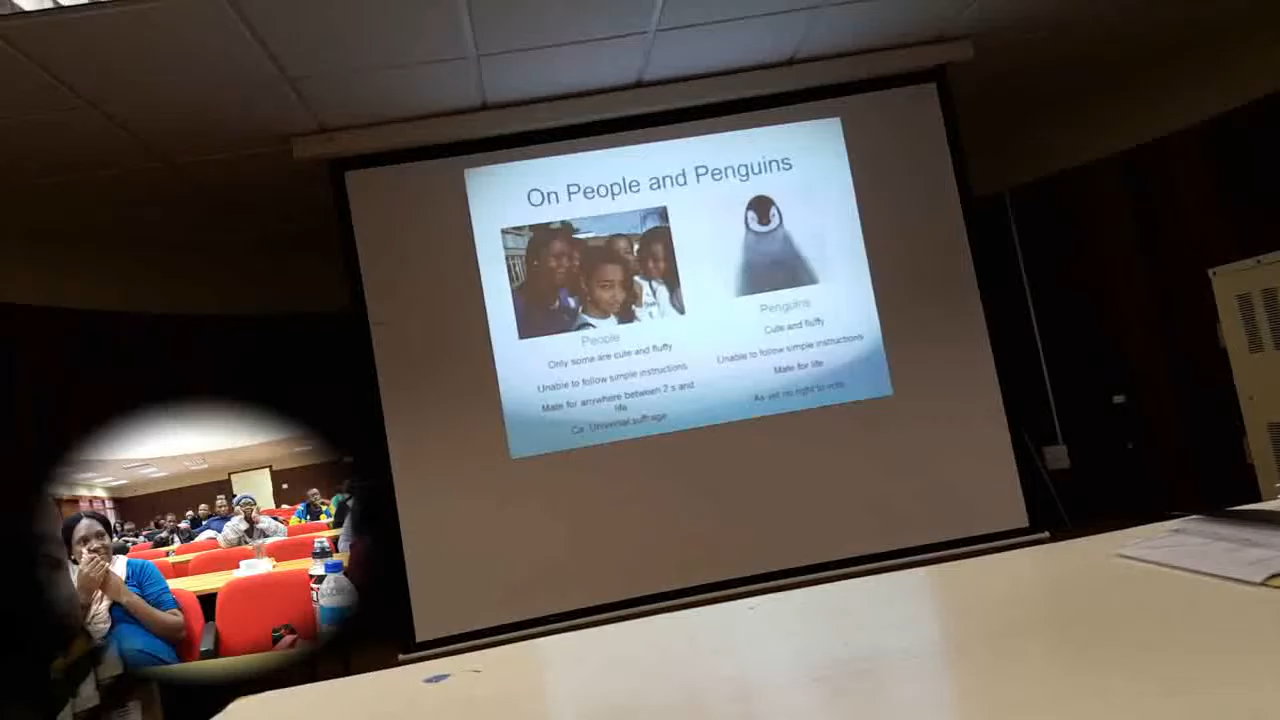 On People and Penguins
People
Only some are cute and fluffy
Unable to follow simple instructions
Mate for anywhere between 2 s and
life
Ca. Universal suffrage
Penguins
Cute and fluffy
Unable to follow simple instructions
Mate for life
As yet no right to vote